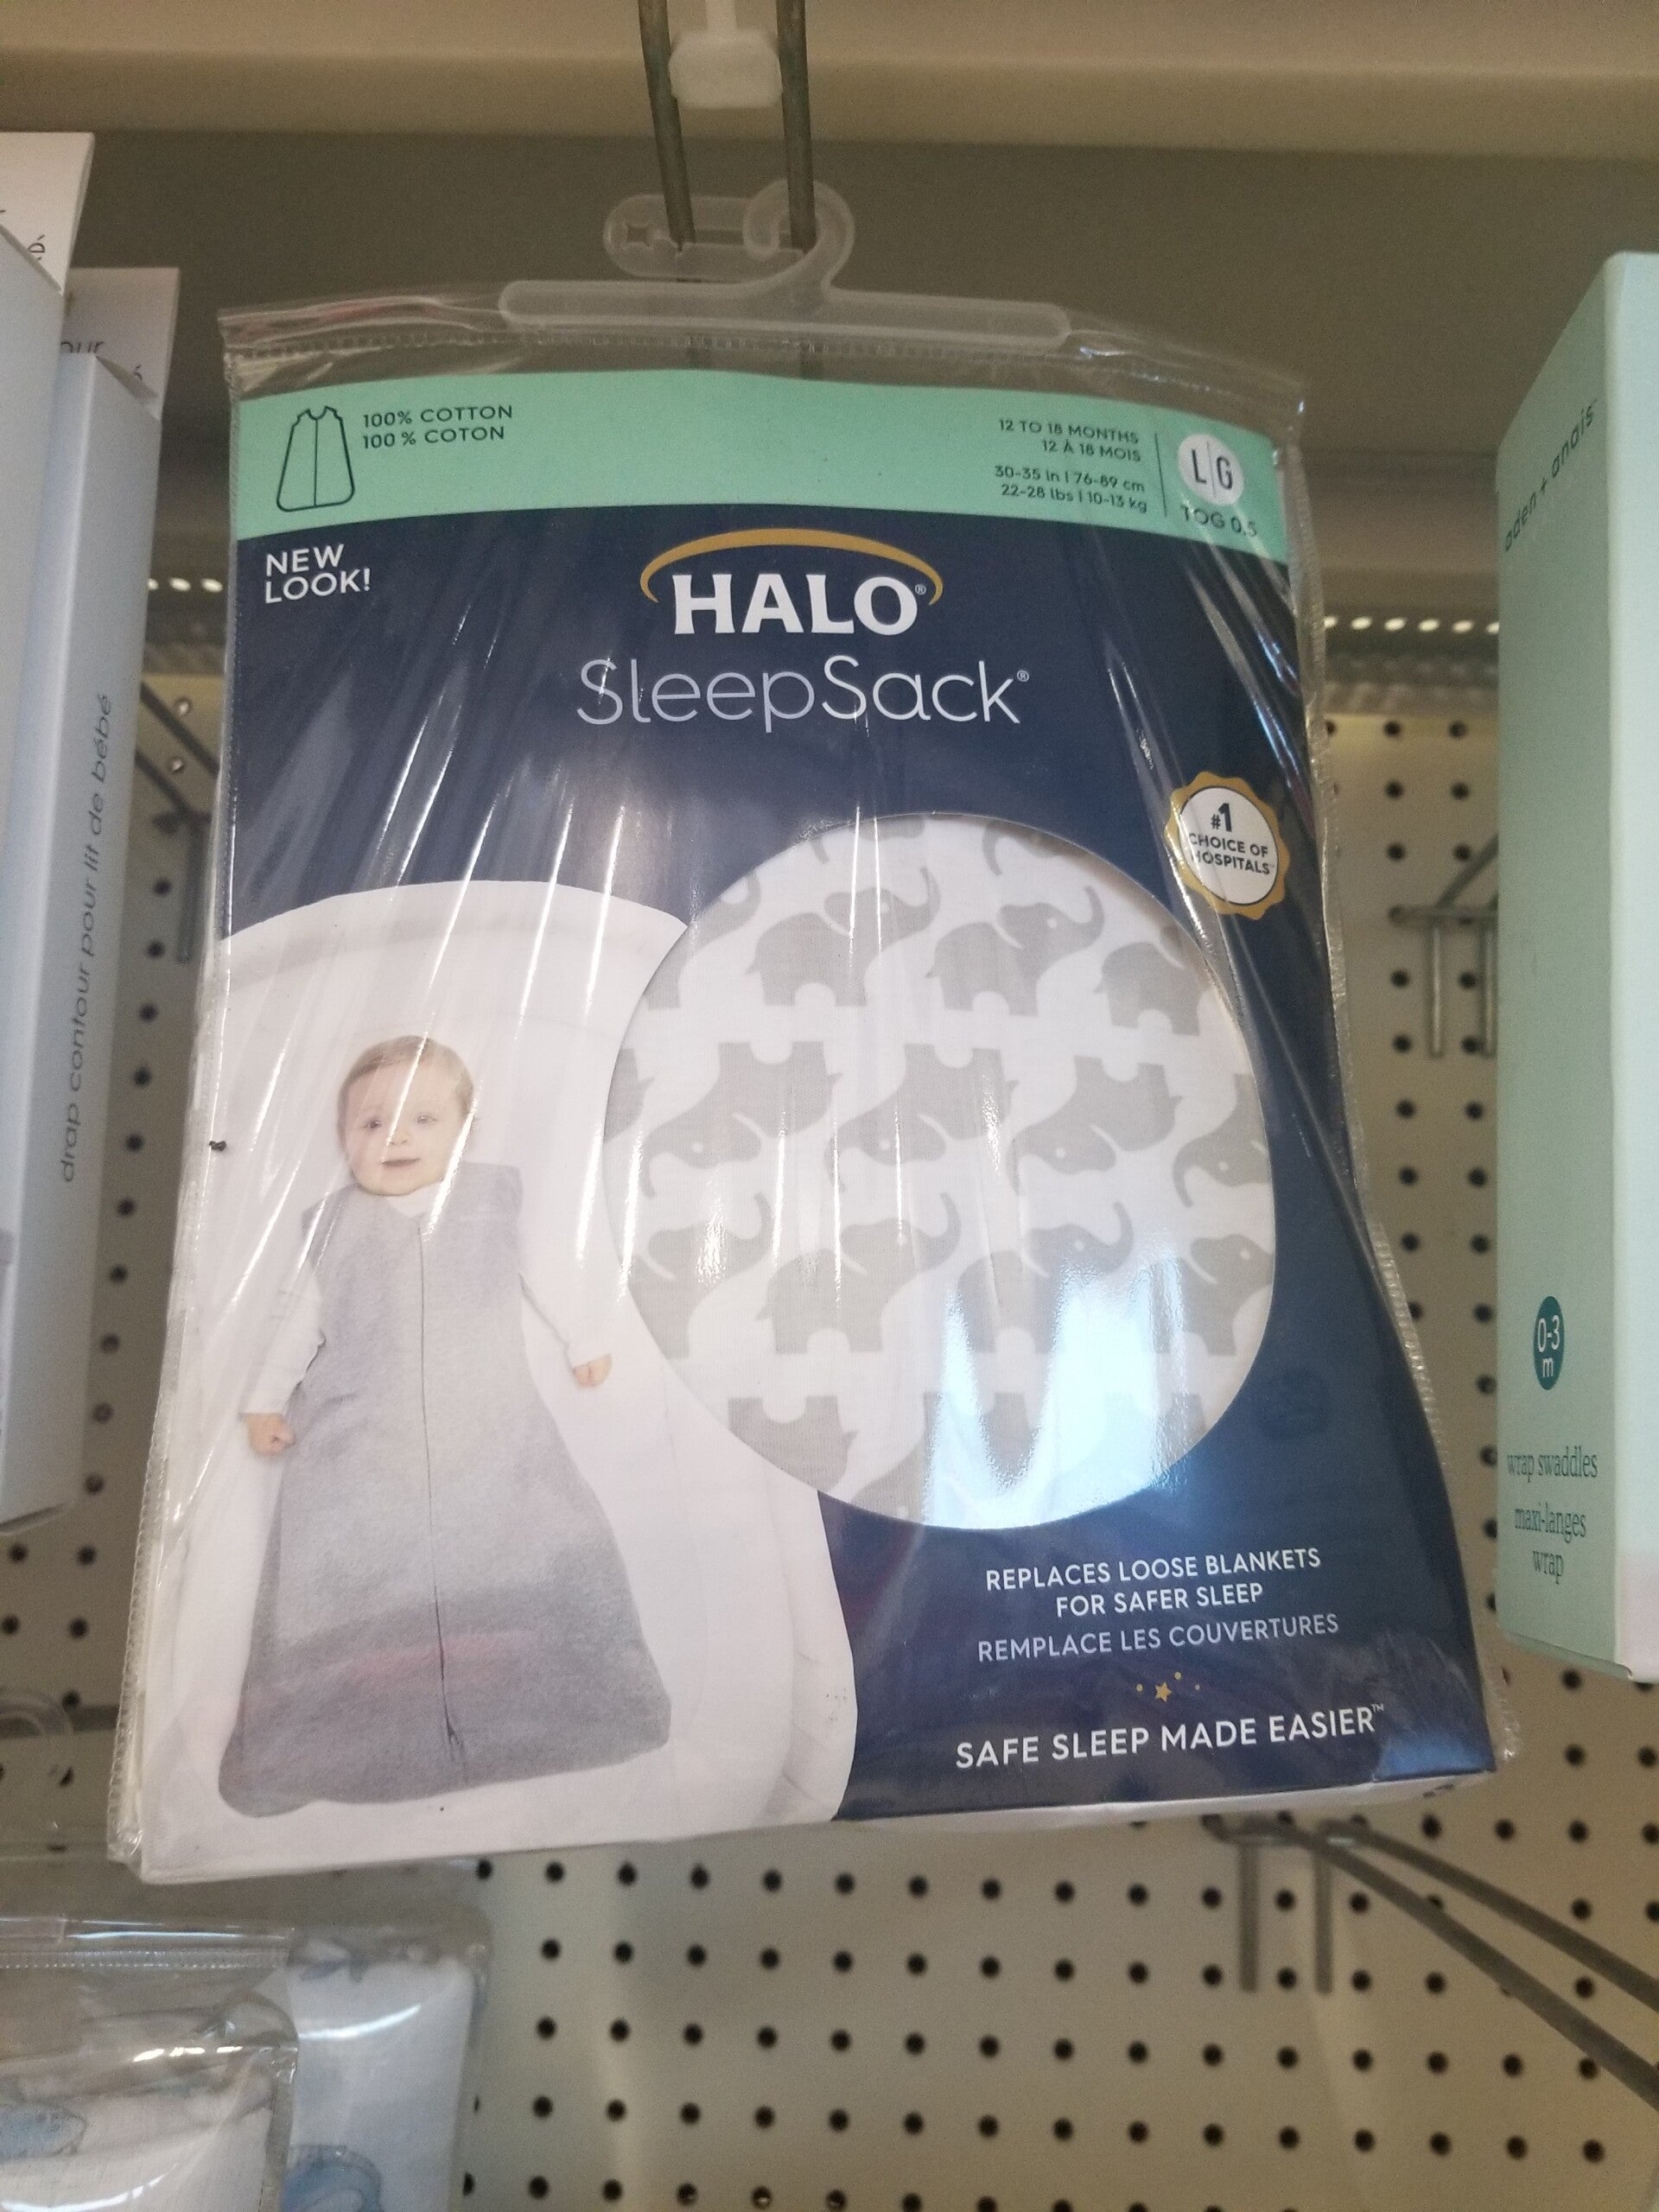 100% COTTON
100 % COTON
12 TO 18 MONTHS
12 À 18 MOIS
30-35 in | 76-89 cm
22-28 lbs | 10-13 kg
L|G
TOG 0.5
NEW
LOOK!
HALO®
SleepSack®
#1
CHOICE OF
HOSPITALS™
REPLACES LOOSE BLANKETS
FOR SAFER SLEEP
REMPLACE LES COUVERTURES
SAFE SLEEP MADE EASIER™
drap contour pour lit de bébé
aden + anais™
0-3
m
wrap swaddles
maxi-langes
wrap